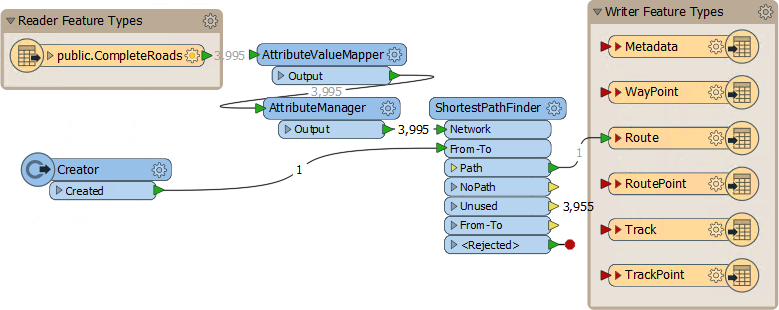 Reader Feature Types
public.CompleteRoads
3,995
AttributeValueMapper
Output
3,995
AttributeManager
Output
3,995
ShortestPathFinder
Network
From-To
Path
NoPath
Unused
3,955
From-To
<Rejected>
Creator
Created
1
1
Writer Feature Types
Metadata
WayPoint
Route
RoutePoint
Track
TrackPoint